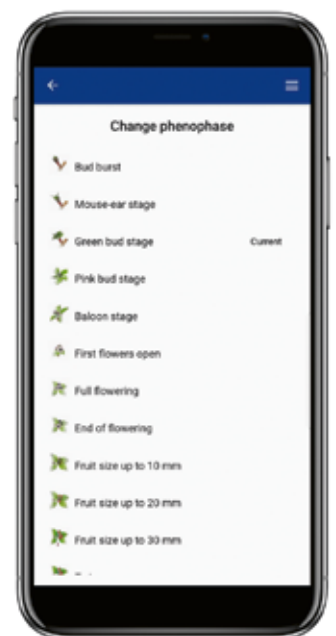 Change phenophase
Bud burst
Mouse-ear stage
Green bud stage Current
Pink bud stage
Baloon stage
First flowers open
Full flowering
End of flowering
Fruit size up to 10 mm
Fruit size up to 20 mm
Fruit size up to 30 mm